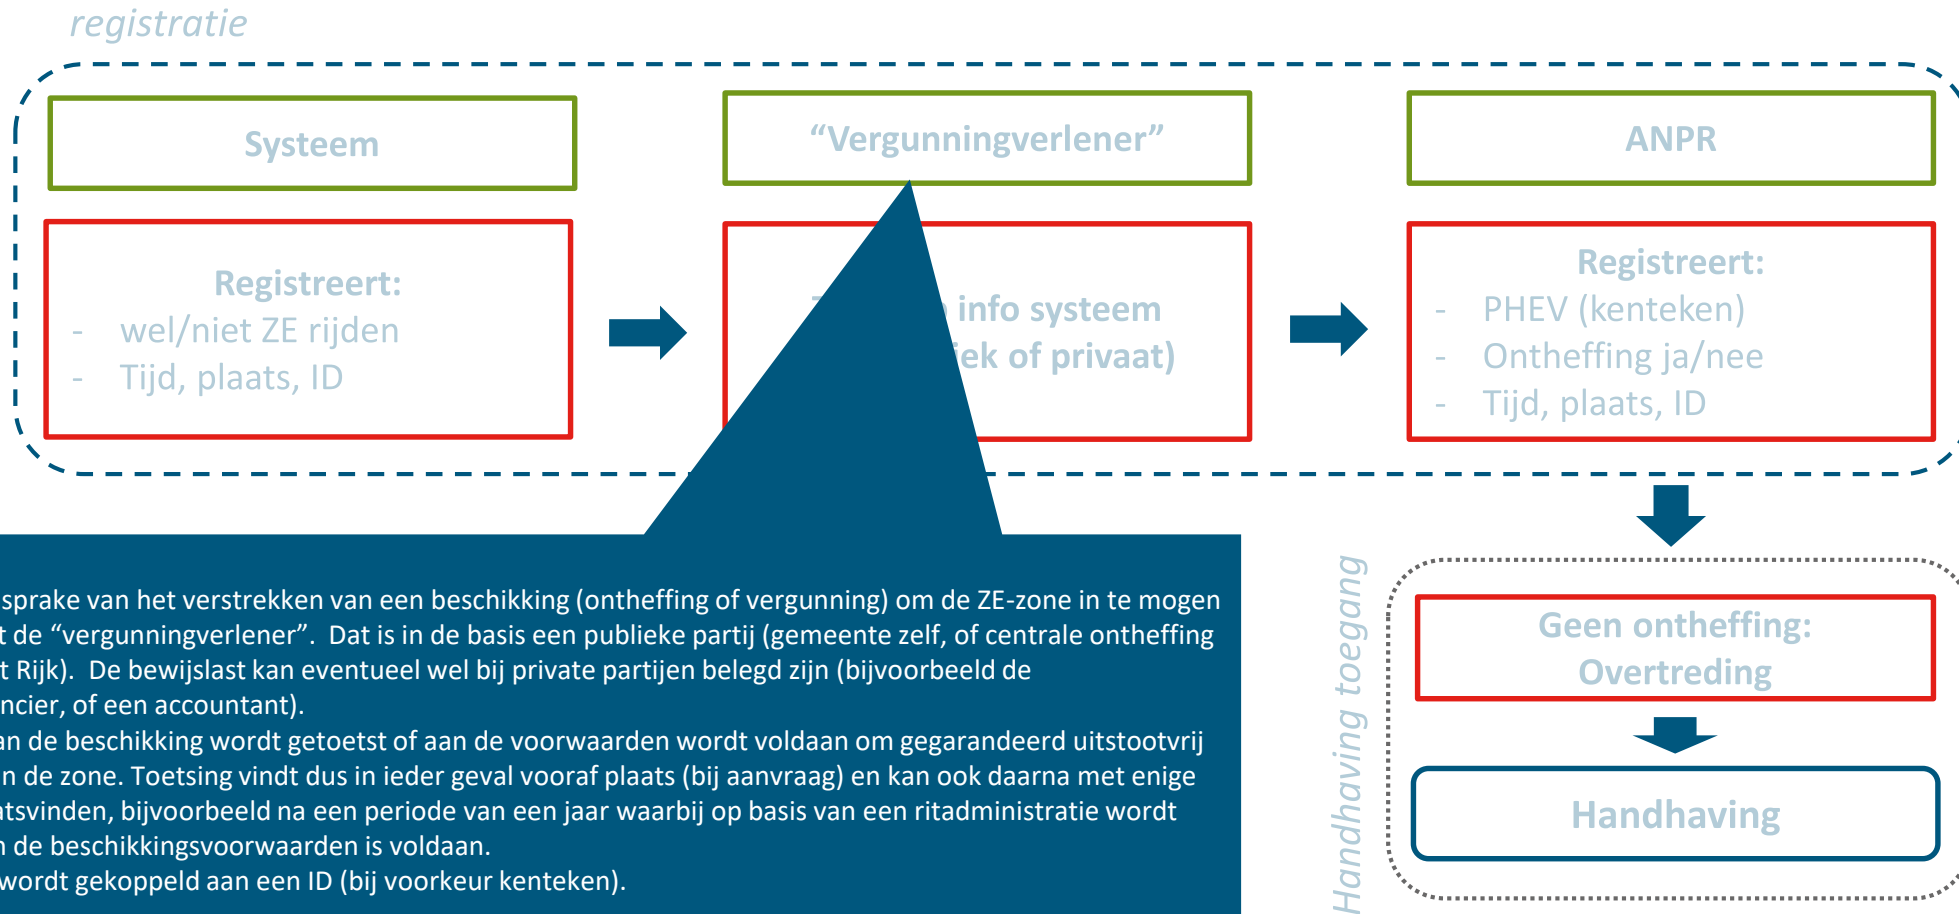 registratie
Systeem
“Vergunningverlener”
ANPR
Registreert:
- wel/niet ZE rijden
- Tijd, plaats, ID
info systeem
of privaat)
Registreert:
- PHEV (kenteken)
- Ontheffing ja/nee
- Tijd, plaats, ID
sprake van het verstrekken van een beschikking (ontheffing of vergunning) om de ZE-zone in te mogen
de “vergunningverlener”. Dat is in de basis een publieke partij (gemeente zelf, of centrale ontheffing
Rijk). De bewijslast kan eventueel wel bij private partijen belegd zijn (bijvoorbeeld de
ncier, of een accountant).
an de beschikking wordt getoetst of aan de voorwaarden wordt voldaan om gegarandeerd uitstootvrij
n de zone. Toetsing vindt dus in ieder geval vooraf plaats (bij aanvraag) en kan ook daarna met enige
atsvinden, bijvoorbeeld na een periode van een jaar waarbij op basis van een ritadministratie wordt
de beschikkingsvoorwaarden is voldaan.
wordt gekoppeld aan een ID (bij voorkeur kenteken).
Handhaving toegang
Geen ontheffing:
Overtreding
Handhaving